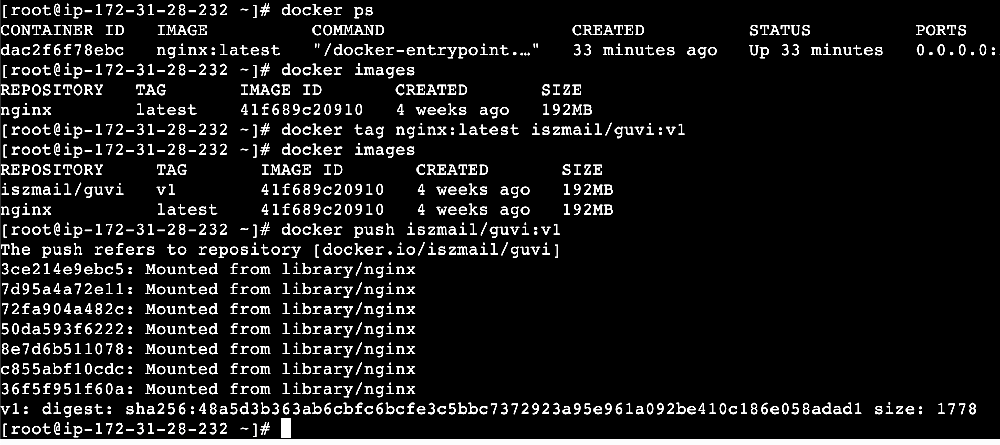 [root@ip-172-31-28-232 ~]# docker ps
CONTAINER ID   IMAGE          COMMAND                  CREATED          STATUS          PORTS
dac2f6f78ebc   nginx:latest   "/docker-entrypoint.…"   33 minutes ago   Up 33 minutes   0.0.0.0:
[root@ip-172-31-28-232 ~]# docker images
REPOSITORY   TAG       IMAGE ID       CREATED       SIZE
nginx        latest    41f689c20910   4 weeks ago   192MB
[root@ip-172-31-28-232 ~]# docker tag nginx:latest iszmail/guvi:v1
[root@ip-172-31-28-232 ~]# docker images
REPOSITORY     TAG       IMAGE ID       CREATED       SIZE
iszmail/guvi   v1        41f689c20910   4 weeks ago   192MB
nginx          latest    41f689c20910   4 weeks ago   192MB
[root@ip-172-31-28-232 ~]# docker push iszmail/guvi:v1
The push refers to repository [docker.io/iszmail/guvi]
3ce214e9ebc5: Mounted from library/nginx
7d95a4a72e11: Mounted from library/nginx
72fa904a482c: Mounted from library/nginx
50da593f6222: Mounted from library/nginx
8e7d6b511078: Mounted from library/nginx
c855abf10cdc: Mounted from library/nginx
36f5f951f60a: Mounted from library/nginx
v1: digest: sha256:48a5d3b363ab6cbfc6bcfe3c5bbc7372923a95e961a092be410c186e058adad1 size: 1778
[root@ip-172-31-28-232 ~]#